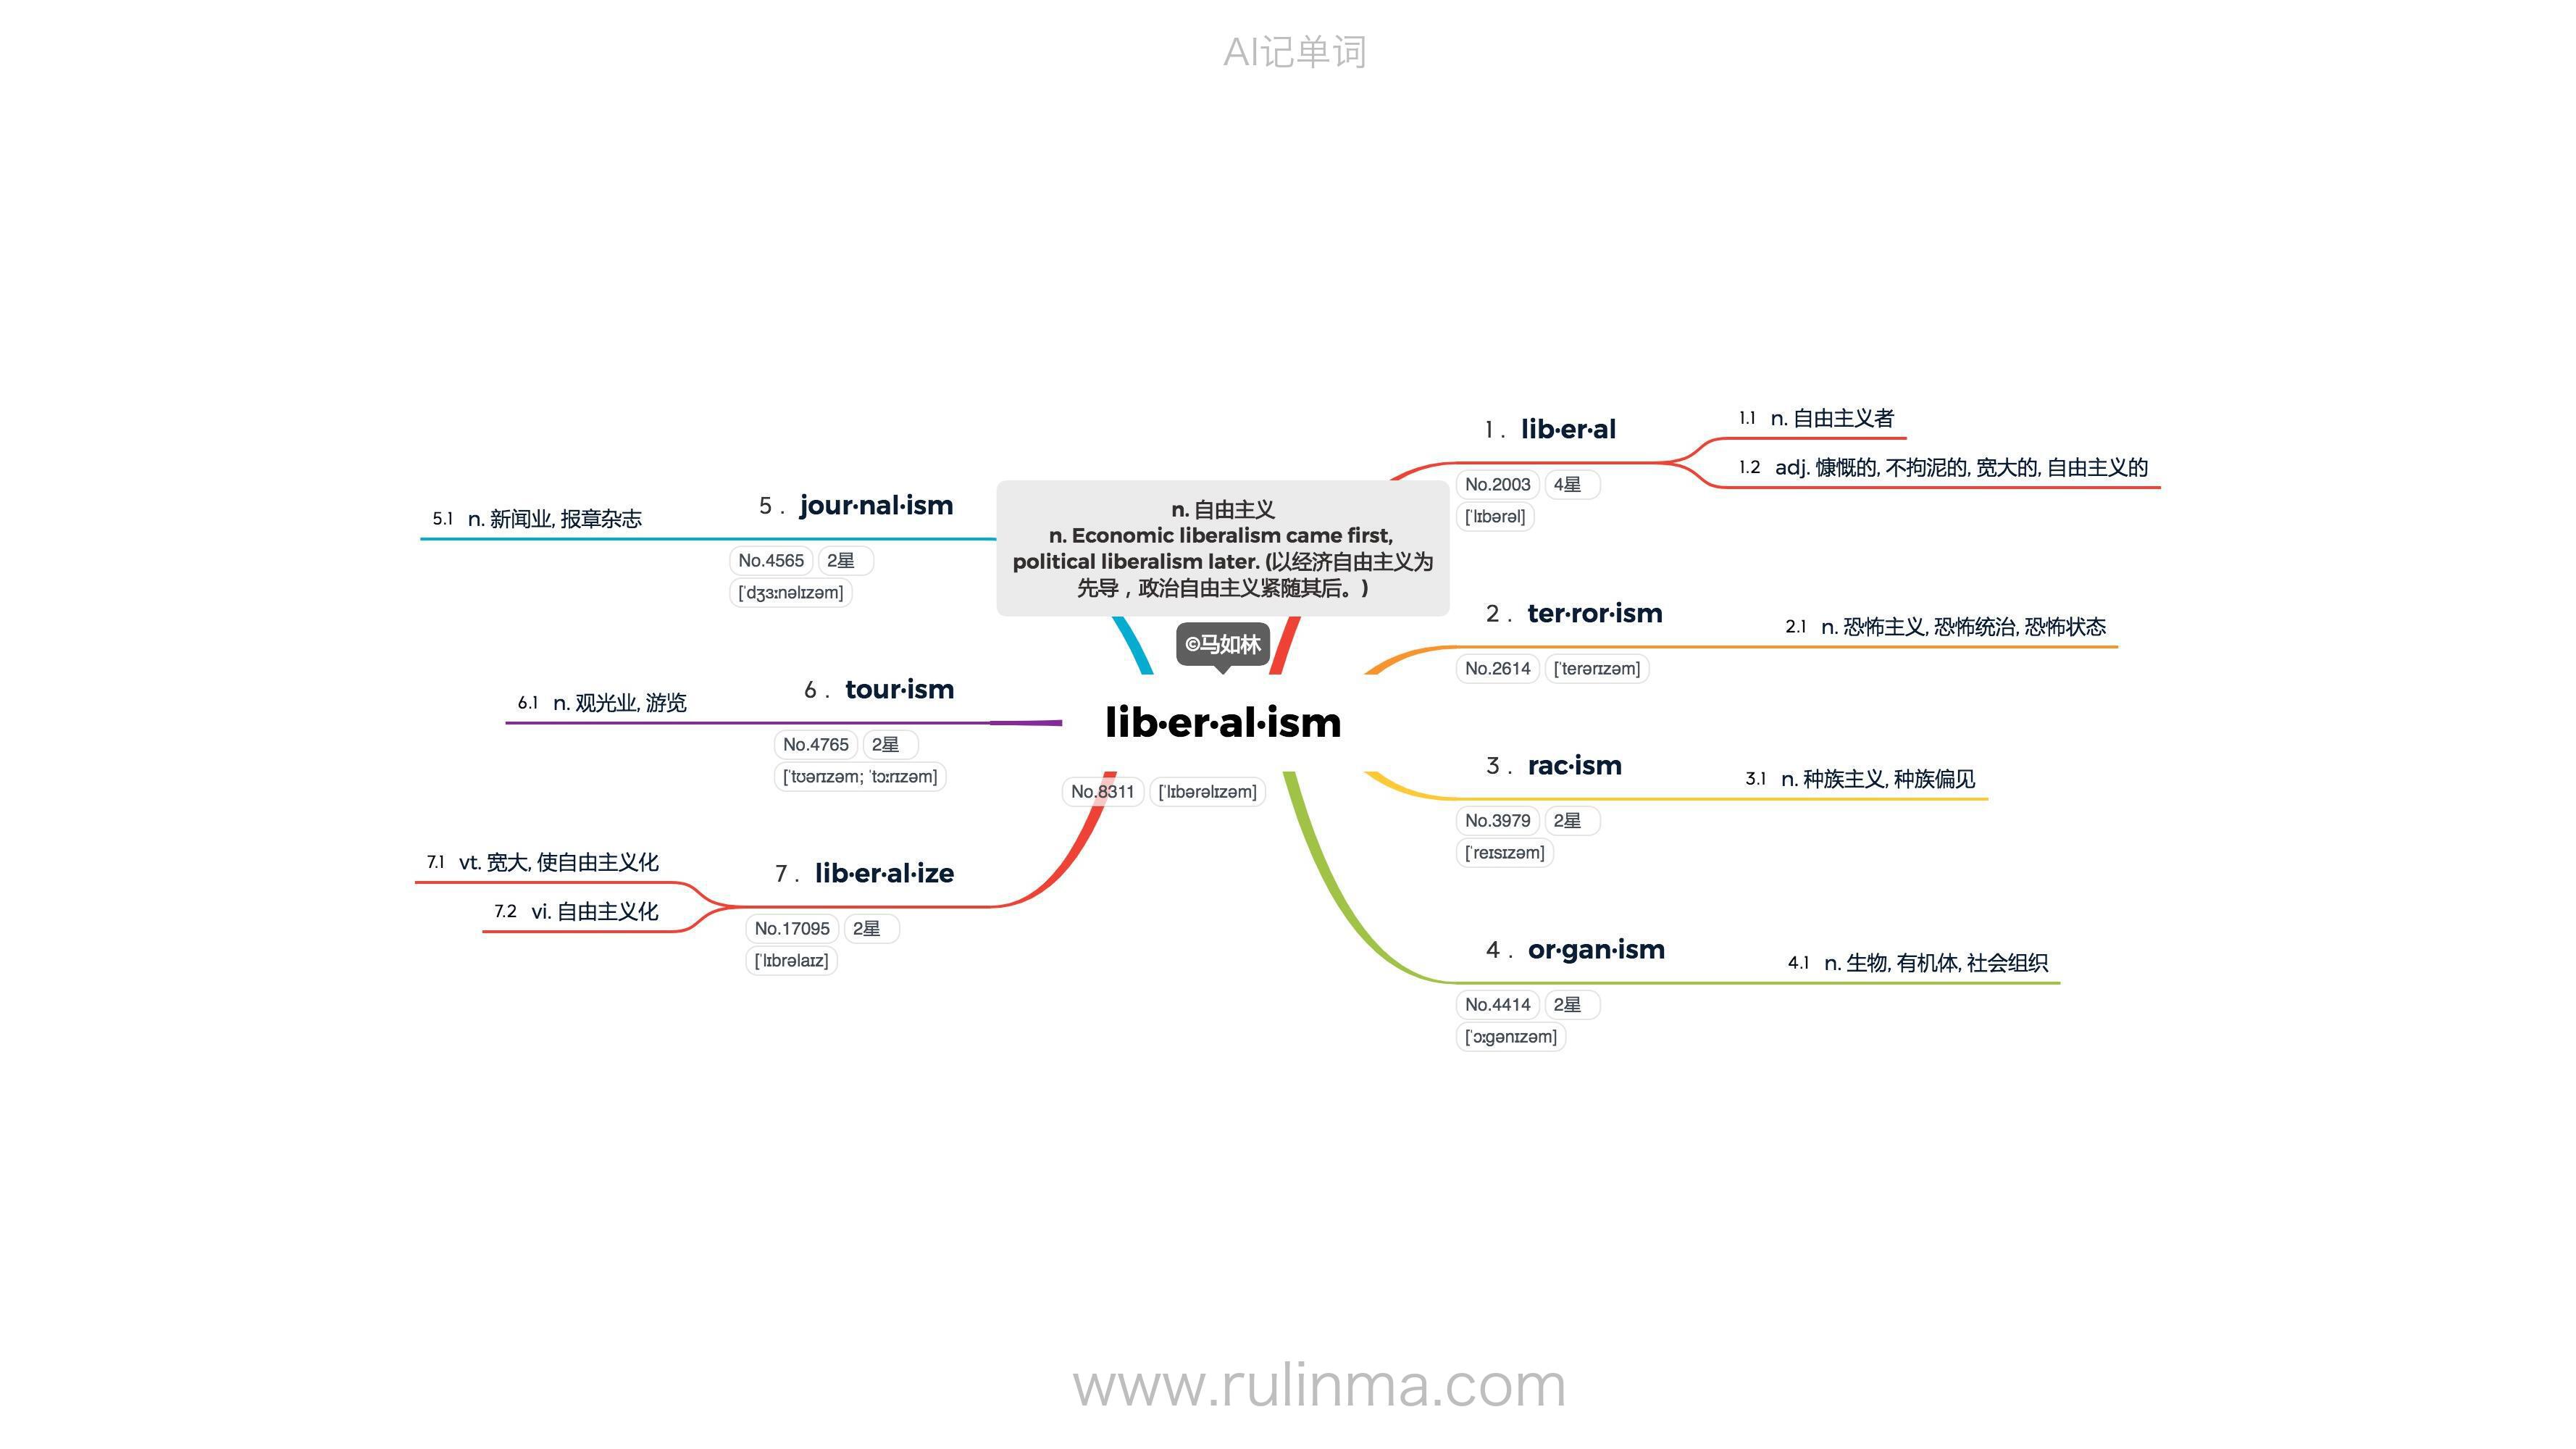 AI记单词
n. 自由主义
n. Economic liberalism came first,
political liberalism later. (以经济自由主义为
先导，政治自由主义紧随其后。)
©马如林
lib·er·al·ism
No.8311 [ˈlɪbərəlɪzəm]
1 . lib·er·al
No.2003 4星
[ˈlɪbərəl]
1.1 n. 自由主义者
1.2 adj. 慷慨的, 不拘泥的, 宽大的, 自由主义的
2 . ter·ror·ism
No.2614 [ˈterərɪzəm]
2.1 n. 恐怖主义, 恐怖统治, 恐怖状态
3 . rac·ism
No.3979 2星
[ˈreɪsɪzəm]
3.1 n. 种族主义, 种族偏见
4 . or·gan·ism
No.4414 2星
[ˈɔːgənɪzəm]
4.1 n. 生物, 有机体, 社会组织
5 . jour·nal·ism
No.4565 2星
[ˈdʒɜːnəlɪzəm]
5.1 n. 新闻业, 报章杂志
6 . tour·ism
No.4765 2星
[ˈtʊərɪzəm; ˈtɔːrɪzəm]
6.1 n. 观光业, 游览
7 . lib·er·al·ize
No.17095 2星
[ˈlɪbrəlaɪz]
7.1 vt. 宽大, 使自由主义化
7.2 vi. 自由主义化
www.rulinma.com